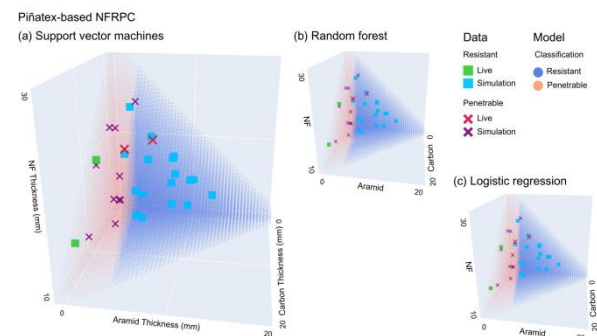 Piñatex-based NFRPC
(a) Support vector machines
30
NF Thickness (mm)
10
0
Aramid Thickness (mm)
20
20
Carbon Thickness (mm)
0
(b) Random forest
30
NF
10
0
Aramid
20
20
Carbon
0
Data
Model
Resistant
Classification
Live
Resistant
Simulation
Penetrable
Penetrable
Live
Simulation
(c) Logistic regression
30
NF
10
0
Aramid
20
20
Carbon
0